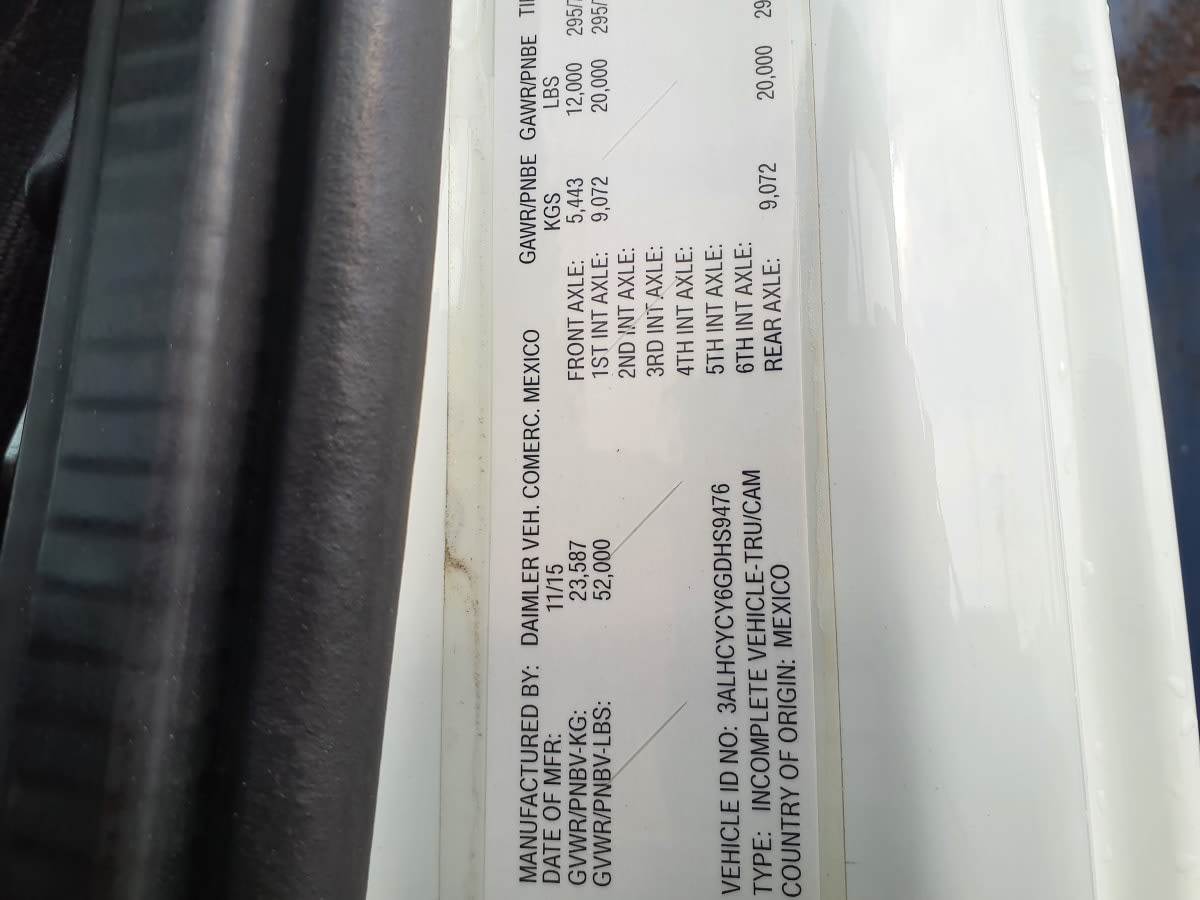 MANUFACTURED BY: DAIMLER VEH. COMERC. MEXICO
DATE OF MFR: 11/15
GVWR/PNBV-KG: 23,587
GVWR/PNBV-LBS: 52,000
GAWR/PNBE GAWR/PNBE
KGS LBS
FRONT AXLE: 5,443 12,000 295/
1ST INT AXLE: 9,072 20,000 295/
2ND INT AXLE:
3RD INT AXLE:
4TH INT AXLE:
5TH INT AXLE:
6TH INT AXLE:
REAR AXLE: 9,072 20,000 29
VEHICLE ID NO: 3ALHCYCY6GDHS9476
TYPE: INCOMPLETE VEHICLE-TRU/CAM
COUNTRY OF ORIGIN: MEXICO